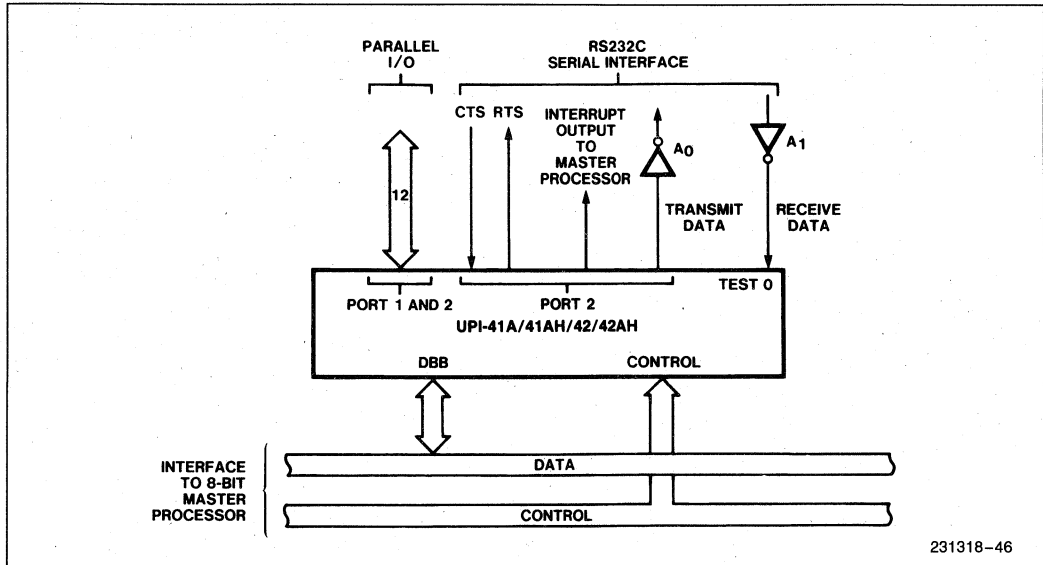 PARALLEL
I/O
RS232C
SERIAL INTERFACE
CTS RTS
INTERRUPT
OUTPUT
TO
MASTER
PROCESSOR
A0
A1
12
TRANSMIT
DATA
RECEIVE
DATA
TEST 0
PORT 1 AND 2
PORT 2
UPI-41A/41AH/42/42AH
DBB
CONTROL
INTERFACE
TO 8-BIT
MASTER
PROCESSOR
DATA
CONTROL
231318-46